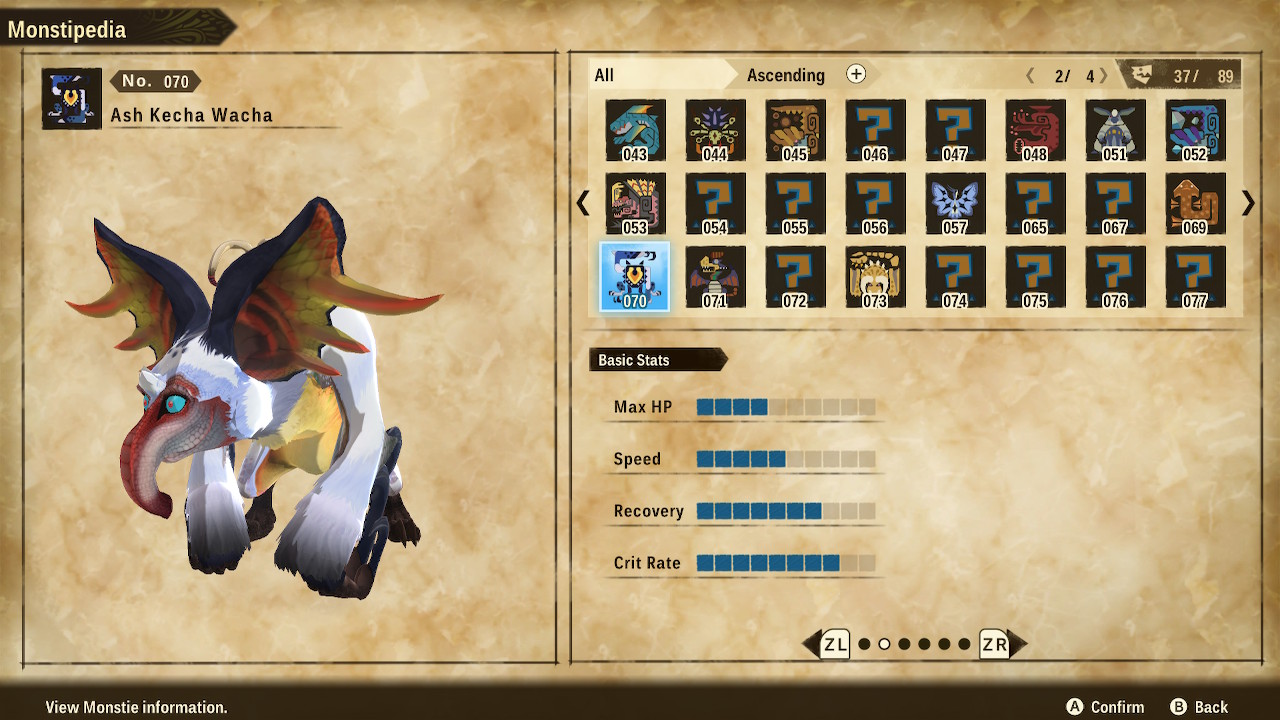 Monstipedia
No. 070
Ash Kecha Wacha
All
Ascending
2/ 4
37/ 89
043 044 045 046 047 048 051 052
053 054 055 056 057 065 067 069
070 071 072 073 074 075 076 077
Basic Stats
Max HP
Speed
Recovery
Crit Rate
ZL ZR
View Monstie information.
A Confirm B Back